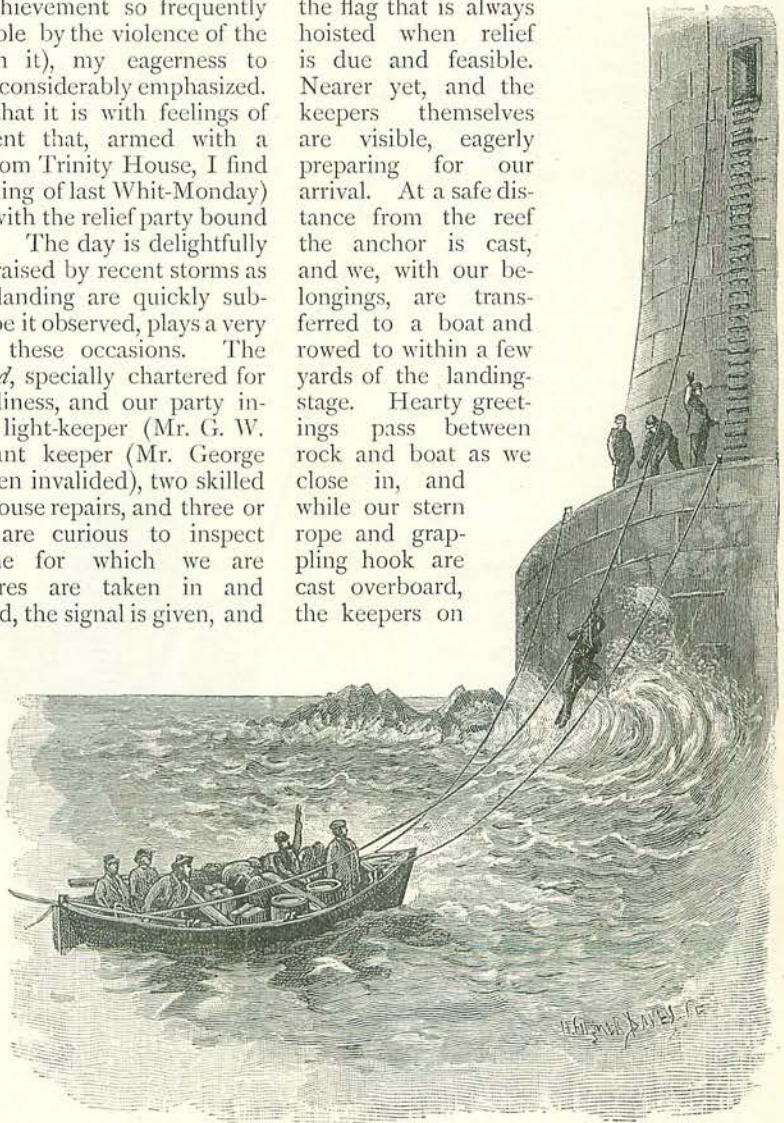 hievement so frequently
ble by the violence of the
n it), my eagerness to
considerably emphasized.
hat it is with feelings of
ent that, armed with a
om Trinity House, I find
ning of last Whit-Monday)
with the relief party bound
The day is delightfully
raised by recent storms as
landing are quickly sub-
be it observed, plays a very
these occasions. The
d, specially chartered for
liness, and our party in-
light-keeper (Mr. G. W.
ant keeper (Mr. George
en invalided), two skilled
ouse repairs, and three or
are curious to inspect
ne for which we are
res are taken in and
d, the signal is given, and
the flag that is always
hoisted when relief
is due and feasible.
Nearer yet, and the
keepers themselves
are visible, eagerly
preparing for our
arrival. At a safe dis-
tance from the reef
the anchor is cast,
and we, with our be-
longings, are trans-
ferred to a boat and
rowed to within a few
yards of the landing-
stage. Hearty greet-
ings pass between
rock and boat as we
close in, and
while our stern
rope and grap-
pling hook are
cast overboard,
the keepers on